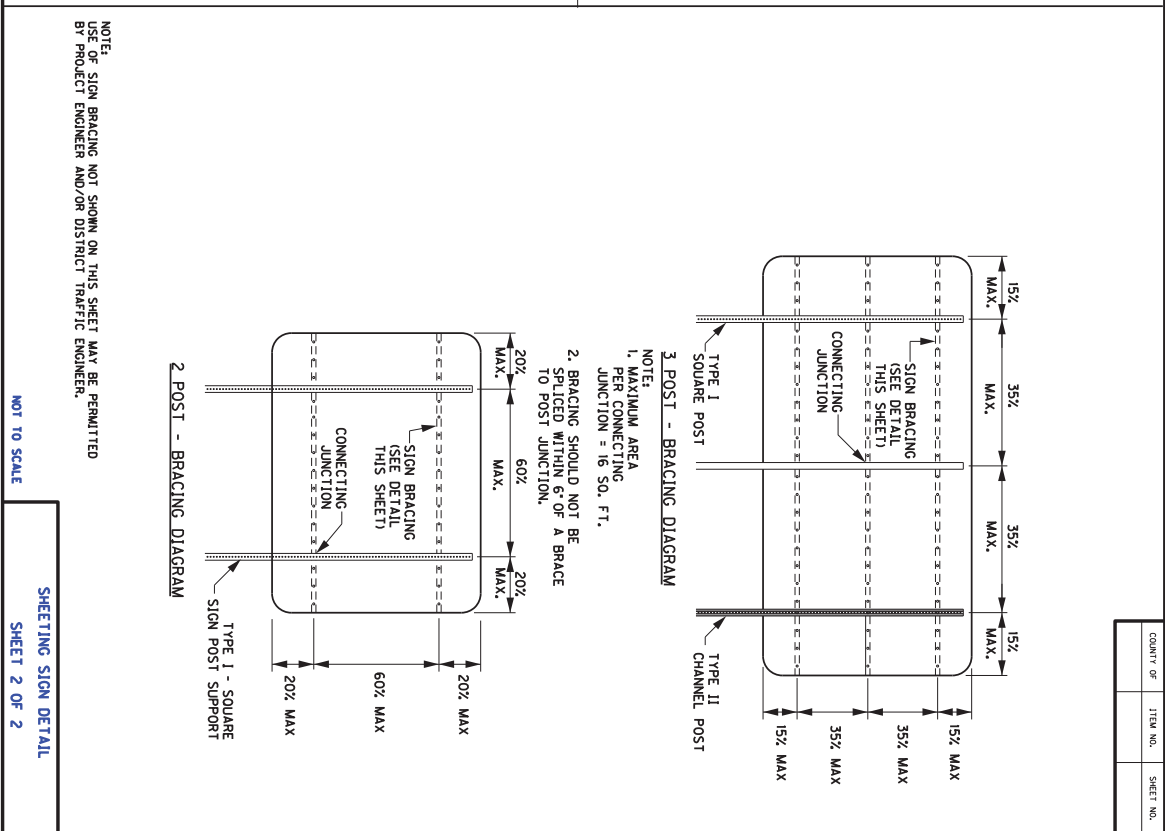 COUNTY OF
ITEM NO.
SHEET NO.
15%
MAX.
35%
MAX.
35%
MAX.
15%
MAX.
15% MAX
35% MAX
35% MAX
15% MAX
SIGN BRACING
(SEE DETAIL
THIS SHEET)
CONNECTING
JUNCTION
TYPE I
SQUARE POST
TYPE II
CHANNEL POST
3 POST - BRACING DIAGRAM
NOTE:
1. MAXIMUM AREA
PER CONNECTING
JUNCTION = 16 SQ. FT.
2. BRACING SHOULD NOT BE
SPLICED WITHIN 6" OF A BRACE
TO POST JUNCTION.
20%
MAX.
60%
MAX.
20%
MAX.
20% MAX
60% MAX
20% MAX
SIGN BRACING
(SEE DETAIL
THIS SHEET)
CONNECTING
JUNCTION
TYPE I - SQUARE
SIGN POST SUPPORT
2 POST - BRACING DIAGRAM
NOTE:
USE OF SIGN BRACING NOT SHOWN ON THIS SHEET MAY BE PERMITTED
BY PROJECT ENGINEER AND/OR DISTRICT TRAFFIC ENGINEER.
NOT TO SCALE
SHEETING SIGN DETAIL
SHEET 2 OF 2